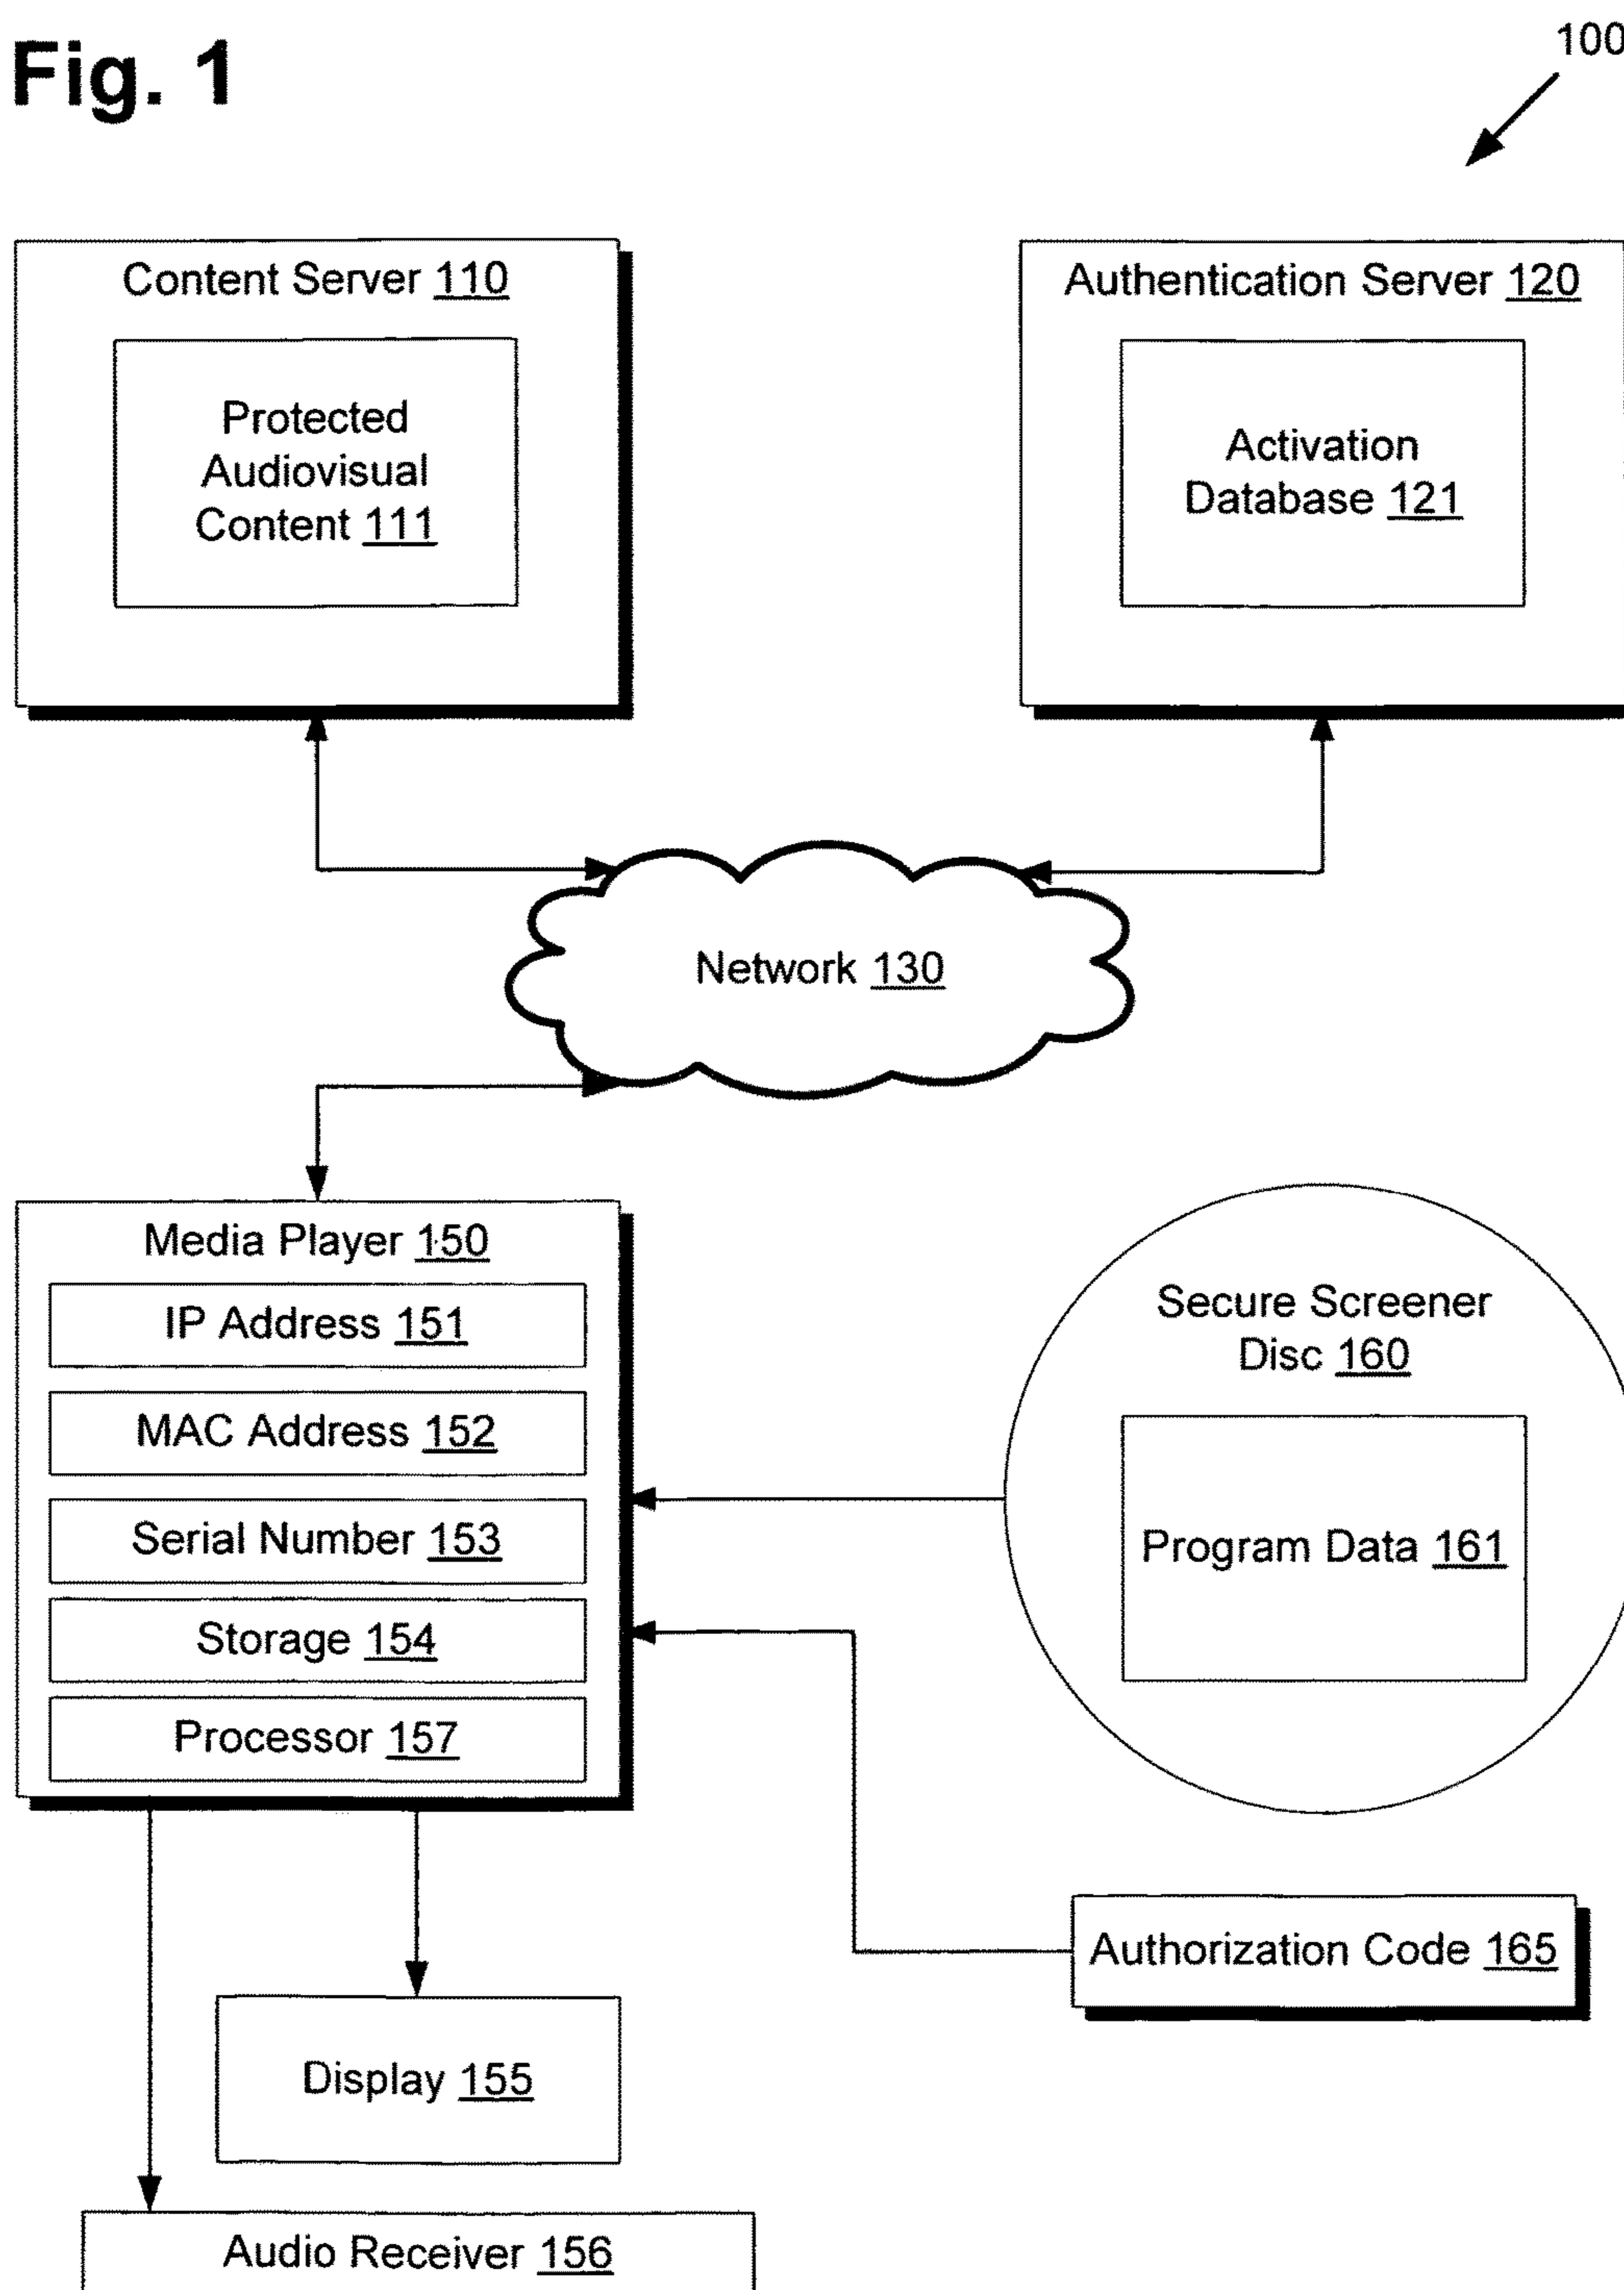 Fig. 1
100
Content Server 110
Protected
Audiovisual
Content 111
Authentication Server 120
Activation
Database 121
Network 130
Media Player 150
IP Address 151
MAC Address 152
Serial Number 153
Storage 154
Processor 157
Secure Screener
Disc 160
Program Data 161
Authorization Code 165
Display 155
Audio Receiver 156